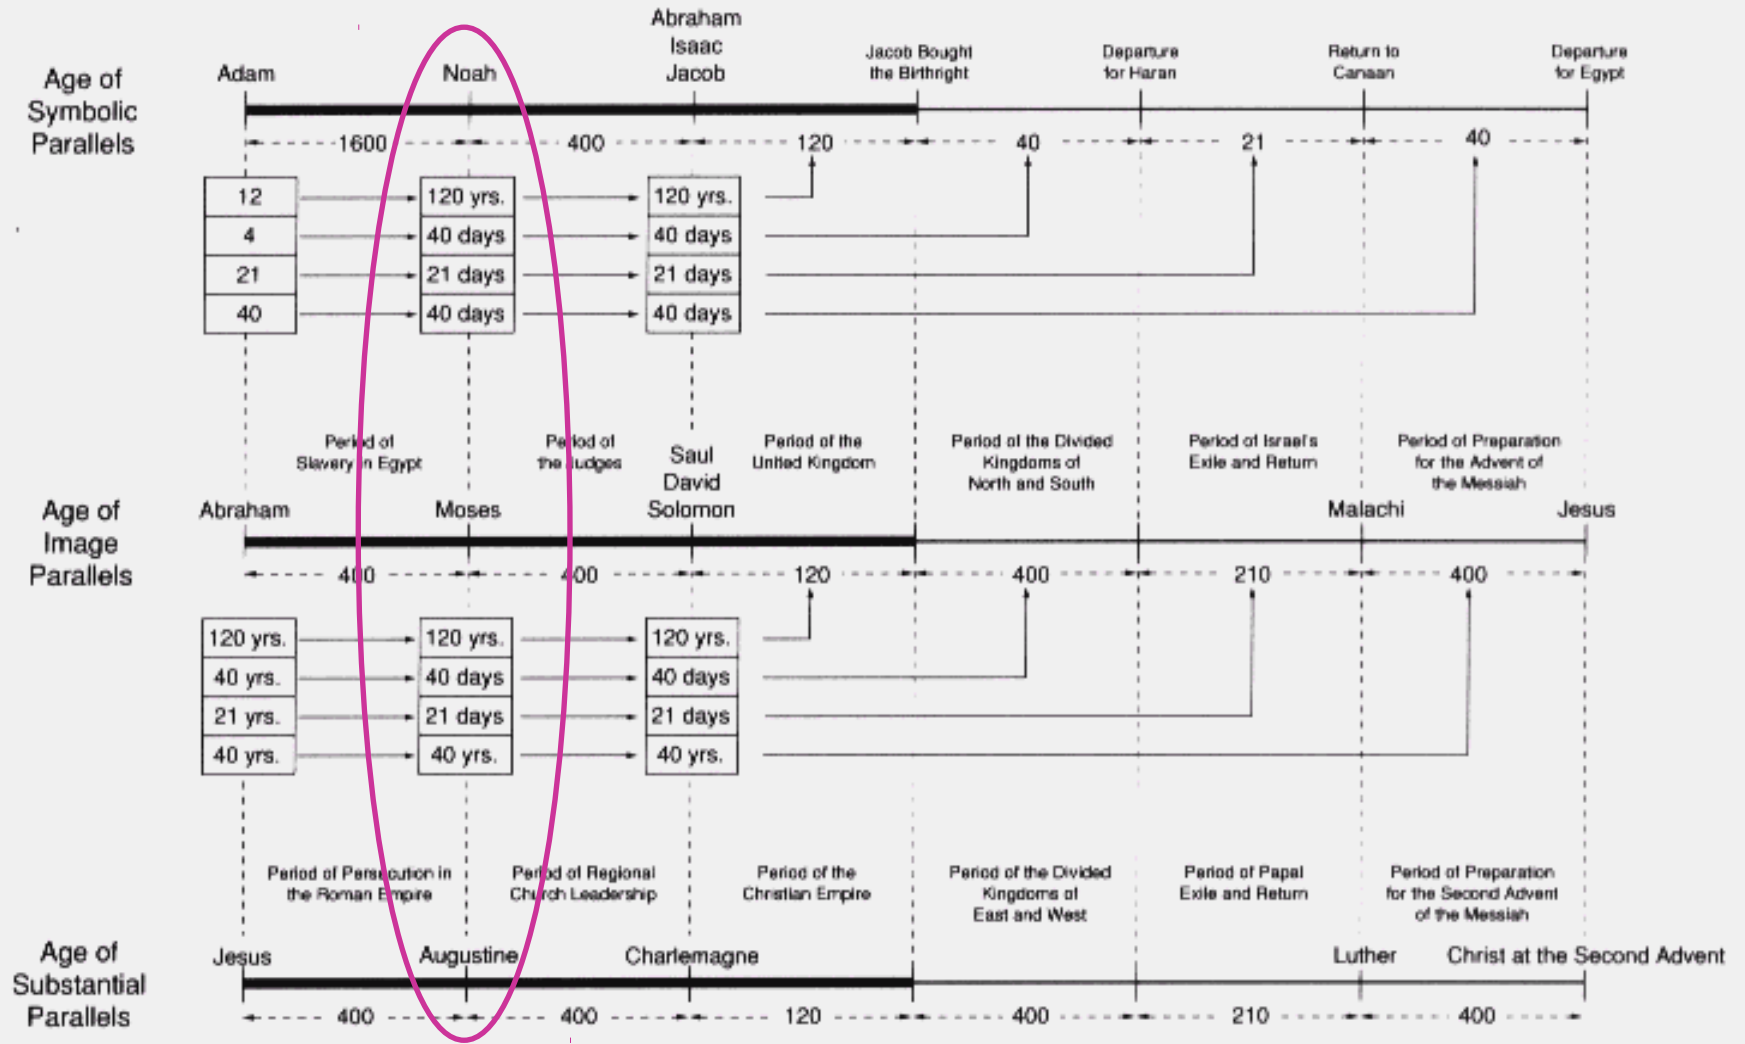 Age of
Symbolic
Parallels
Adam
Noah
Abraham
Isaac
Jacob
Jacob Bought
the Birthright
Departure
for Haran
Return to
Canaan
Departure
for Egypt
1600 400 120 40 21 40
12 120 yrs. 120 yrs.
4 40 days 40 days
21 21 days 21 days
40 40 days 40 days
Period of
Slavery in Egypt
Period of
the Judges
Period of the
United Kingdom
Period of the Divided
Kingdoms of
North and South
Period of Israel's
Exile and Return
Period of Preparation
for the Advent of
the Messiah
Age of
Image
Parallels
Abraham
Moses
Saul
David
Solomon
Malachi
Jesus
400 400 120 400 210 400
120 yrs. 120 yrs. 120 yrs.
40 yrs. 40 days 40 days
21 yrs. 21 days 21 days
40 yrs. 40 yrs. 40 yrs.
Period of Persecution in
the Roman Empire
Period of Regional
Church Leadership
Period of the
Christian Empire
Period of the Divided
Kingdoms of
East and West
Period of Papal
Exile and Return
Period of Preparation
for the Second Advent
of the Messiah
Age of
Substantial
Parallels
Jesus
Augustine
Charlemagne
Luther
Christ at the Second Advent
400 400 120 400 210 400